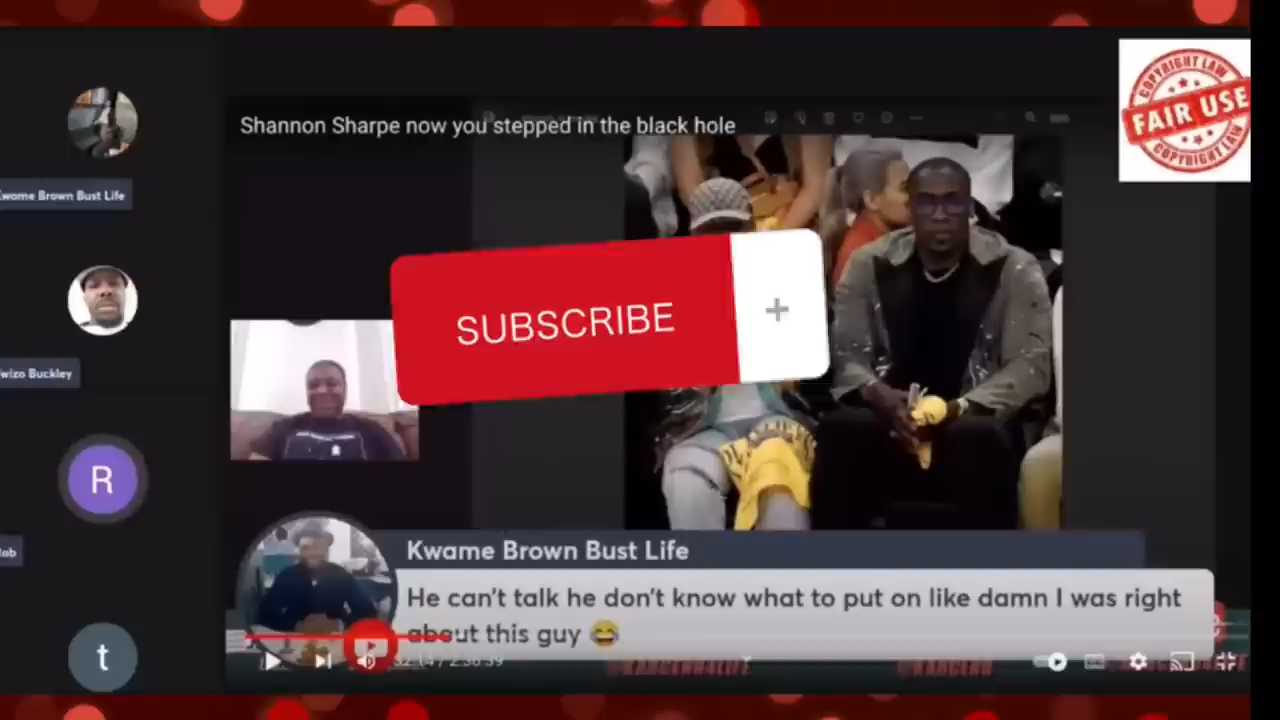 COPYRIGHT LAW
FAIR USE
COPYRIGHT LAW
Shannon Sharpe now you stepped in the black hole
Kwame Brown Bust Life
wizo Buckley
SUBSCRIBE
R
ob
t
Kwame Brown Bust Life
He can't talk he don't know what to put on like damn I was right
about this guy 😂